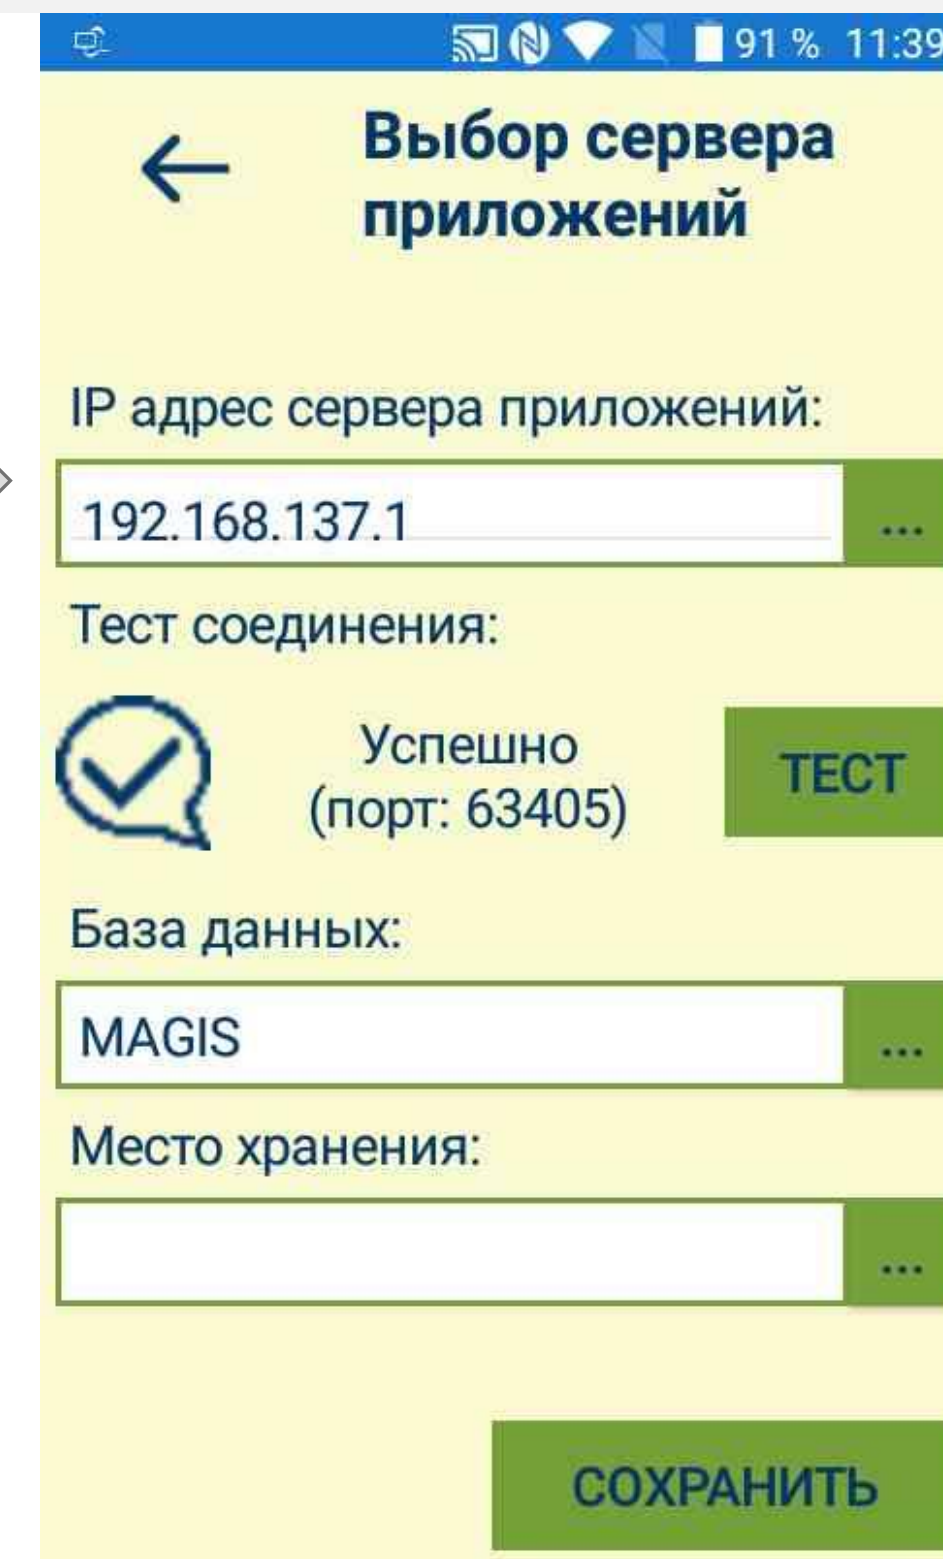 91 % 11:39
Выбор сервера
приложений
IP адрес сервера приложений:
192.168.137.1
...
Тест соединения:
Успешно
(порт: 63405)
ТЕСТ
База данных:
MAGIS
...
Место хранения:
...
СОХРАНИТЬ